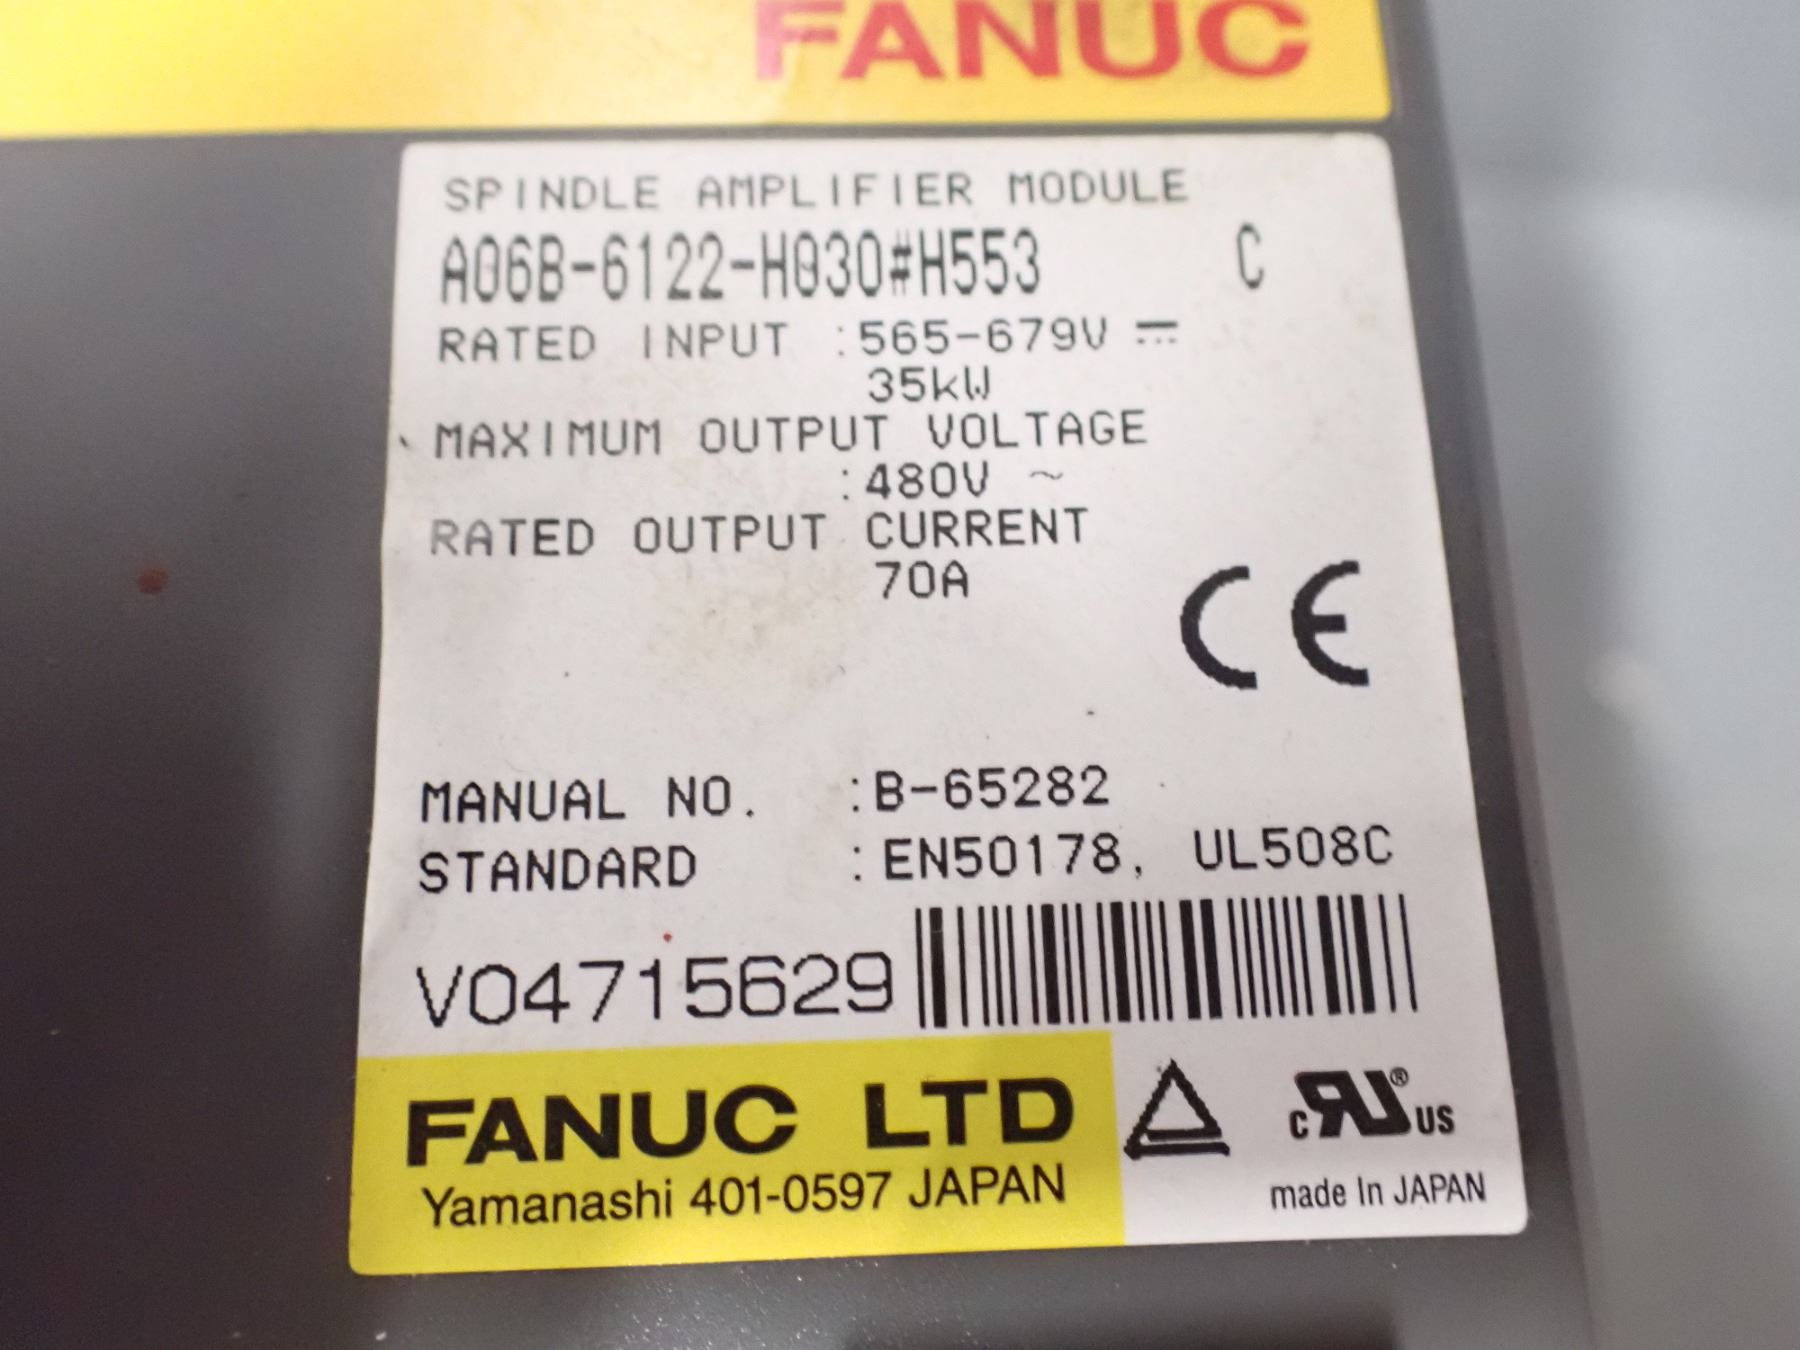 FANUC
SPINDLE AMPLIFIER MODULE
A06B-6122-H030#H553 C
RATED INPUT :565-679V ⎓
35kW
MAXIMUM OUTPUT VOLTAGE
:480V ~
RATED OUTPUT CURRENT
70A
CE
MANUAL NO. :B-65282
STANDARD :EN50178, UL508C
V04715629
FANUC LTD
Yamanashi 401-0597 JAPAN
c RU ® US
made In JAPAN